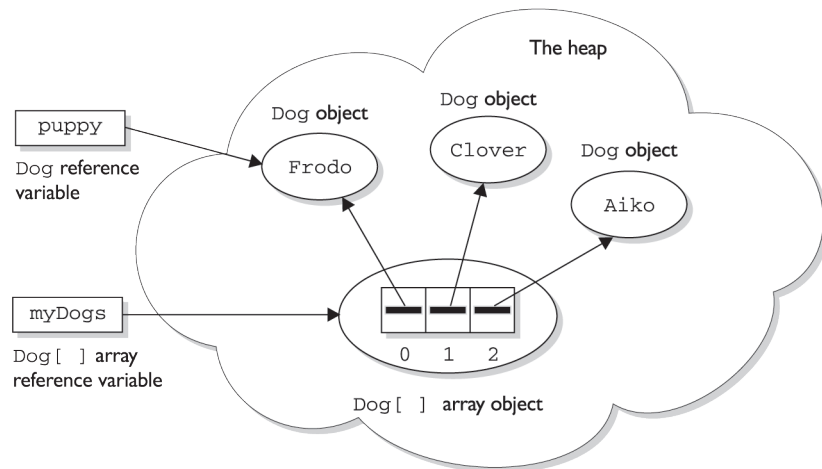 The heap
Dog object
Dog object
puppy
Clover
Dog object
Frodo
Dog reference
variable
Aiko
myDogs
0 1 2
Dog[ ] array
reference variable
Dog[ ] array object